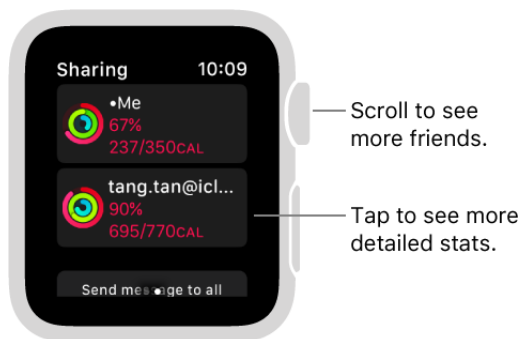 Sharing 10:09
•Me
67%
237/350CAL
Scroll to see
more friends.
tang.tan@icl...
90%
695/770CAL
Tap to see more
detailed stats.
Send message to all